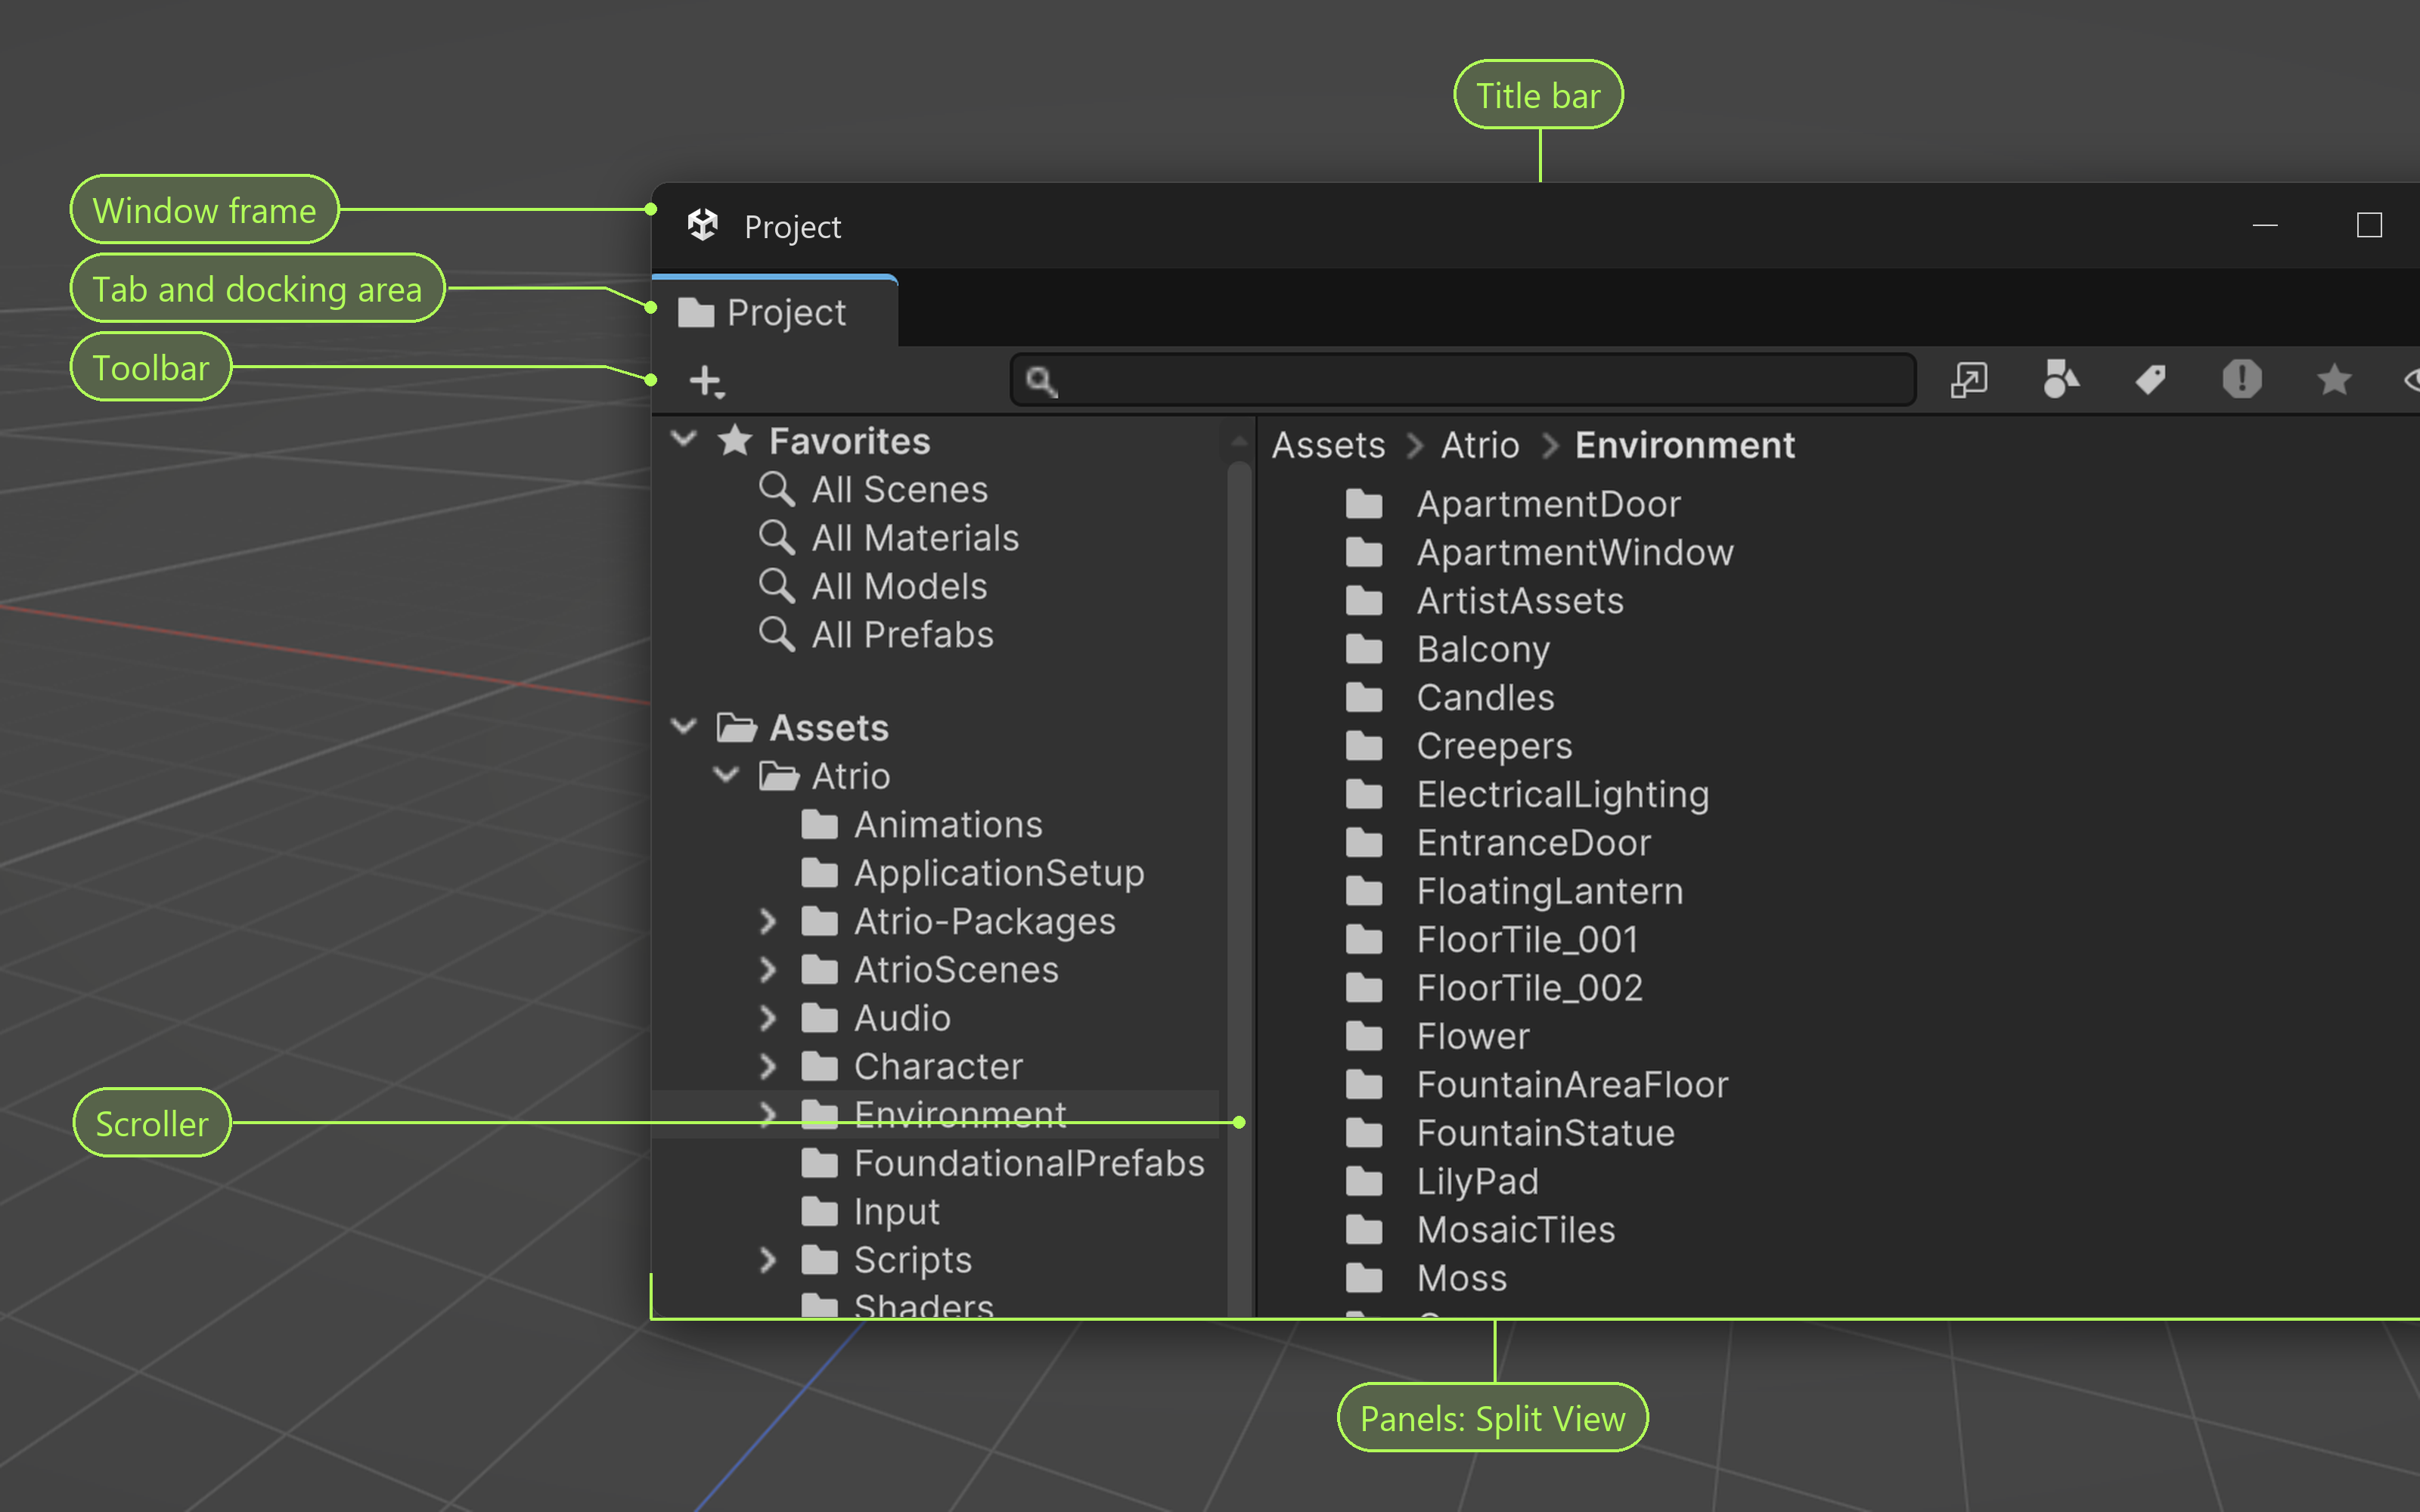 Title bar
Window frame
Tab and docking area
Toolbar
Scroller
Project
Project
Favorites
All Scenes
All Materials
All Models
All Prefabs
Assets
Atrio
Animations
ApplicationSetup
Atrio-Packages
AtrioScenes
Audio
Character
Environment
FoundationalPrefabs
Input
Scripts
Shaders
Assets > Atrio > Environment
ApartmentDoor
ApartmentWindow
ArtistAssets
Balcony
Candles
Creepers
ElectricalLighting
EntranceDoor
FloatingLantern
FloorTile_001
FloorTile_002
Flower
FountainAreaFloor
FountainStatue
LilyPad
MosaicTiles
Moss
Panels: Split View